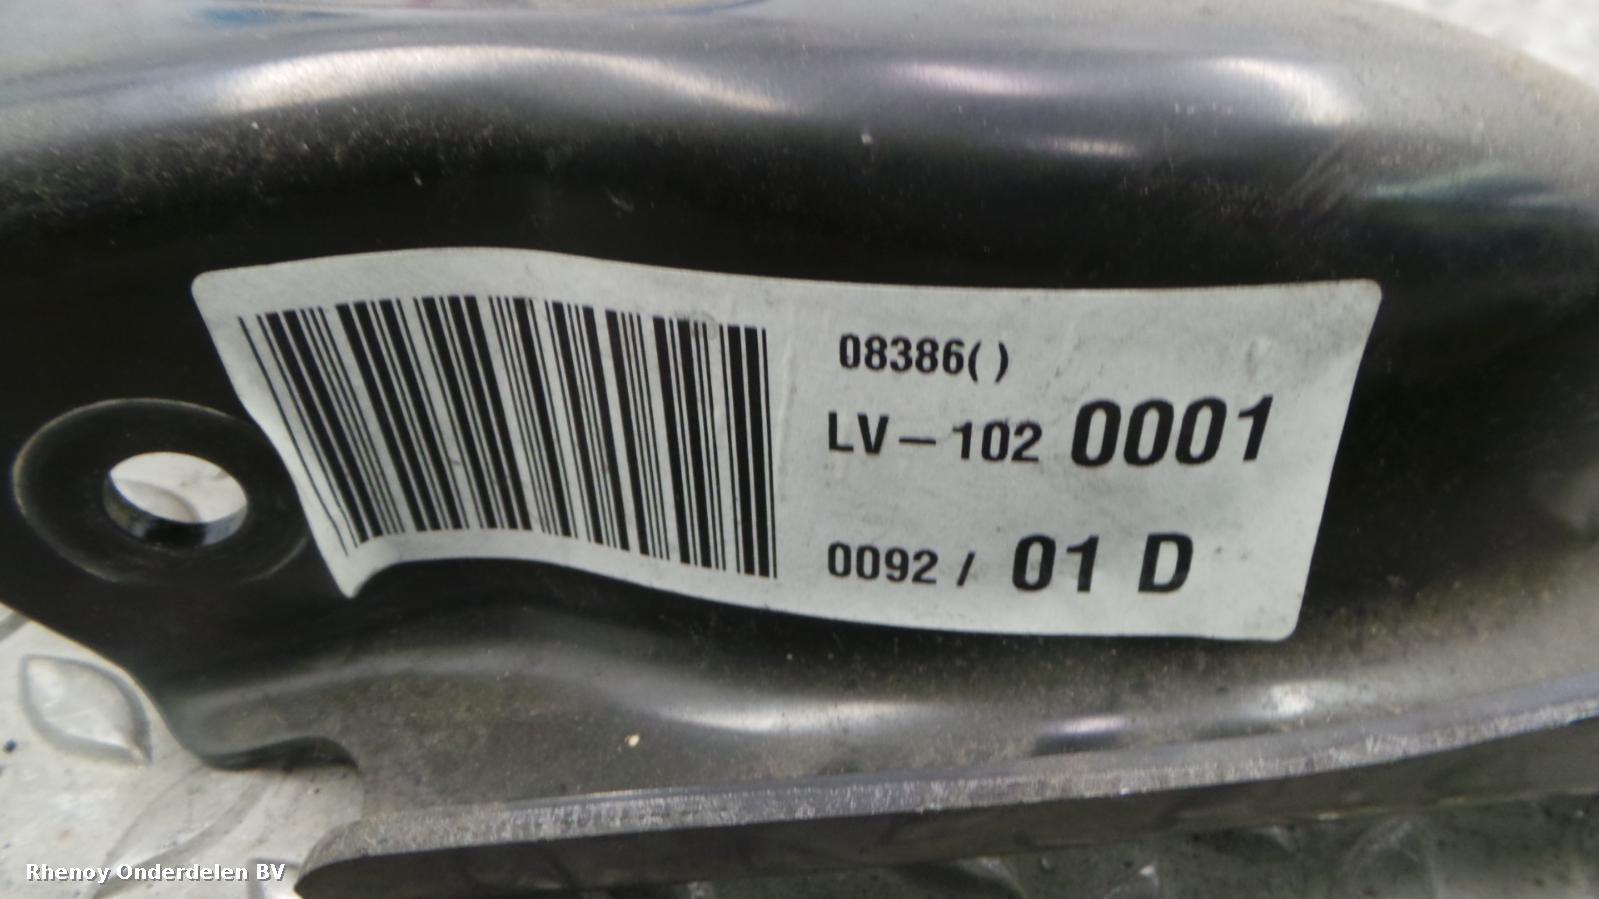 08386( )
LV-102 0001
0092 / 01 D
Rhenoy Onderdelen BV